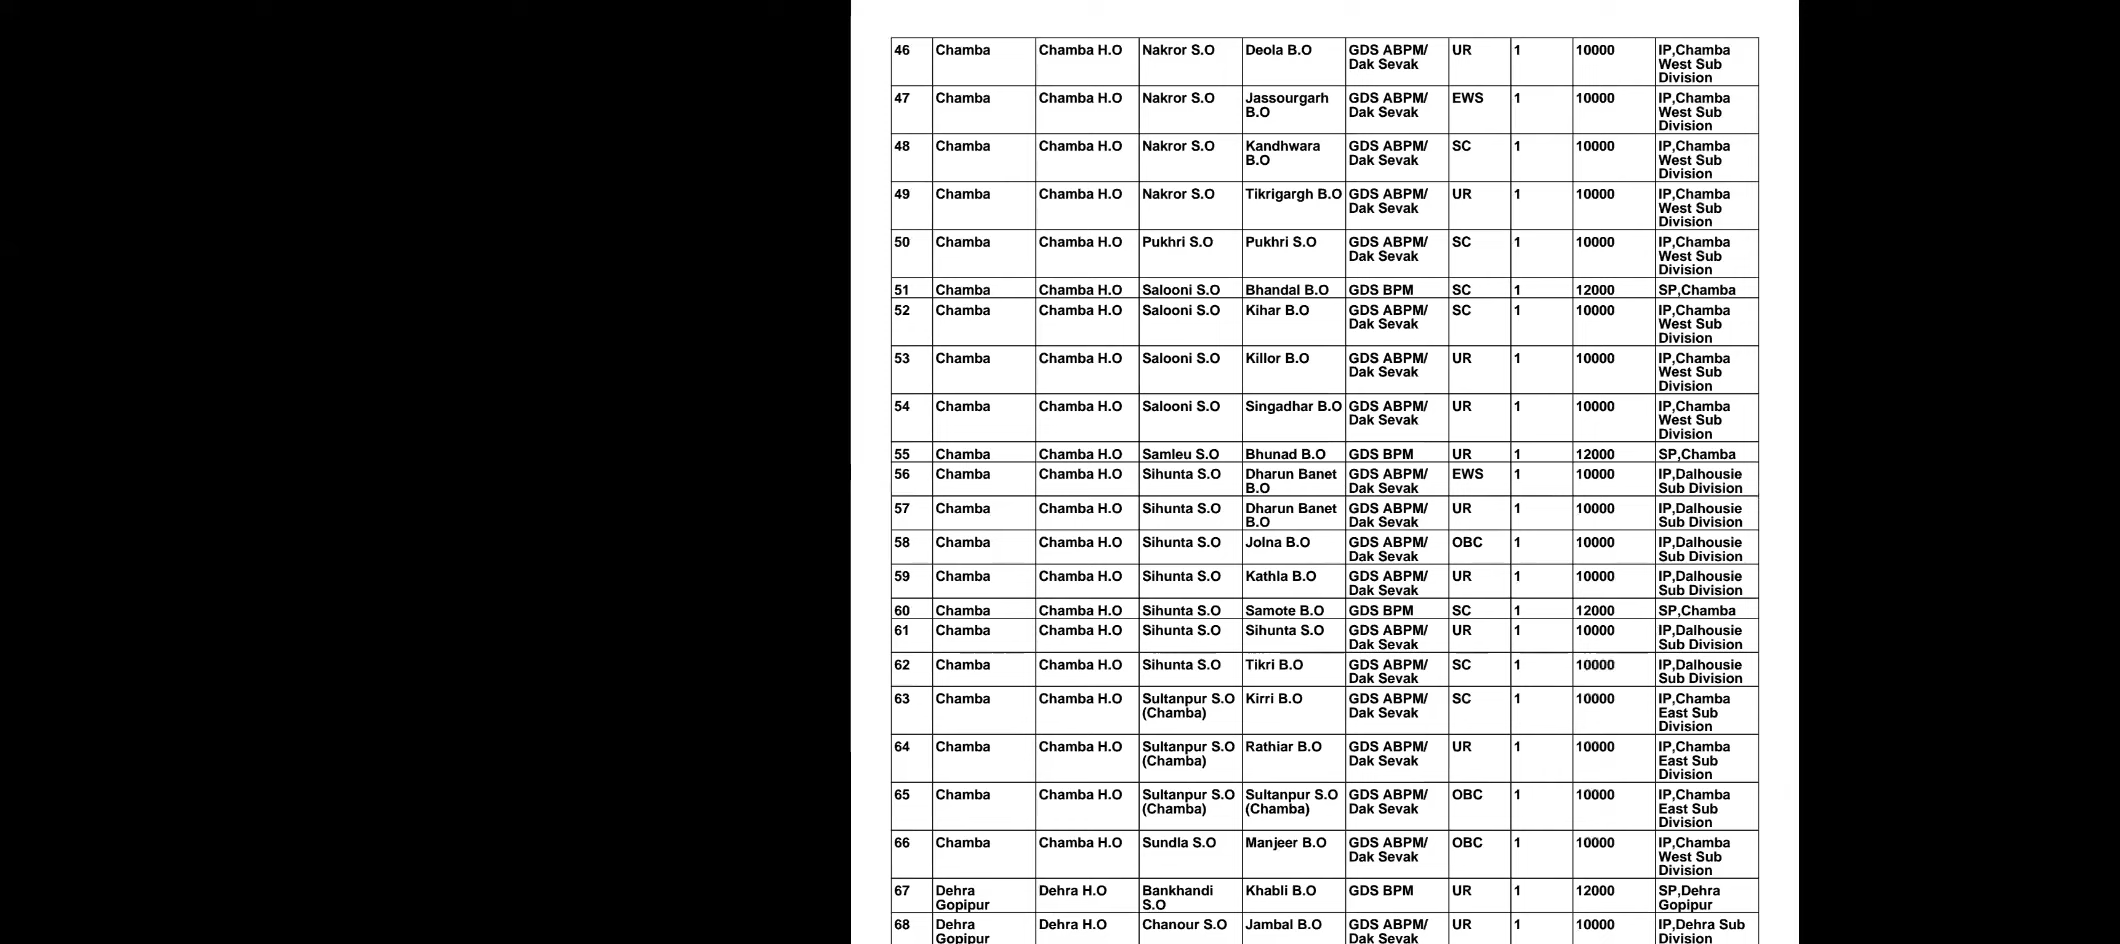 46 Chamba Chamba H.O Nakror S.O Deola B.O GDS ABPM/ UR 1 10000 IP,Chamba
Dak Sevak West Sub
Division
47 Chamba Chamba H.O Nakror S.O Jassourgarh GDS ABPM/ EWS 1 10000 IP,Chamba
B.O Dak Sevak West Sub
Division
48 Chamba Chamba H.O Nakror S.O Kandhwara GDS ABPM/ SC 1 10000 IP,Chamba
B.O Dak Sevak West Sub
Division
49 Chamba Chamba H.O Nakror S.O Tikrigargh B.O GDS ABPM/ UR 1 10000 IP,Chamba
Dak Sevak West Sub
Division
50 Chamba Chamba H.O Pukhri S.O Pukhri S.O GDS ABPM/ SC 1 10000 IP,Chamba
Dak Sevak West Sub
Division
51 Chamba Chamba H.O Salooni S.O Bhandal B.O GDS BPM SC 1 12000 SP,Chamba
52 Chamba Chamba H.O Salooni S.O Kihar B.O GDS ABPM/ SC 1 10000 IP,Chamba
Dak Sevak West Sub
Division
53 Chamba Chamba H.O Salooni S.O Killor B.O GDS ABPM/ UR 1 10000 IP,Chamba
Dak Sevak West Sub
Division
54 Chamba Chamba H.O Salooni S.O Singadhar B.O GDS ABPM/ UR 1 10000 IP,Chamba
Dak Sevak West Sub
Division
55 Chamba Chamba H.O Samleu S.O Bhunad B.O GDS BPM UR 1 12000 SP,Chamba
56 Chamba Chamba H.O Sihunta S.O Dharun Banet GDS ABPM/ EWS 1 10000 IP,Dalhousie
B.O Dak Sevak Sub Division
57 Chamba Chamba H.O Sihunta S.O Dharun Banet GDS ABPM/ UR 1 10000 IP,Dalhousie
B.O Dak Sevak Sub Division
58 Chamba Chamba H.O Sihunta S.O Jolna B.O GDS ABPM/ OBC 1 10000 IP,Dalhousie
Dak Sevak Sub Division
59 Chamba Chamba H.O Sihunta S.O Kathla B.O GDS ABPM/ UR 1 10000 IP,Dalhousie
Dak Sevak Sub Division
60 Chamba Chamba H.O Sihunta S.O Samote B.O GDS BPM SC 1 12000 SP,Chamba
61 Chamba Chamba H.O Sihunta S.O Sihunta S.O GDS ABPM/ UR 1 10000 IP,Dalhousie
Dak Sevak Sub Division
62 Chamba Chamba H.O Sihunta S.O Tikri B.O GDS ABPM/ SC 1 10000 IP,Dalhousie
Dak Sevak Sub Division
63 Chamba Chamba H.O Sultanpur S.O Kirri B.O GDS ABPM/ SC 1 10000 IP,Chamba
(Chamba) Dak Sevak East Sub
Division
64 Chamba Chamba H.O Sultanpur S.O Rathiar B.O GDS ABPM/ UR 1 10000 IP,Chamba
(Chamba) Dak Sevak East Sub
Division
65 Chamba Chamba H.O Sultanpur S.O Sultanpur S.O GDS ABPM/ OBC 1 10000 IP,Chamba
(Chamba) (Chamba) Dak Sevak East Sub
Division
66 Chamba Chamba H.O Sundla S.O Manjeer B.O GDS ABPM/ OBC 1 10000 IP,Chamba
Dak Sevak West Sub
Division
67 Dehra Dehra H.O Bankhandi Khabli B.O GDS BPM UR 1 12000 SP,Dehra
Gopipur S.O Gopipur
68 Dehra Dehra H.O Chanour S.O Jambal B.O GDS ABPM/ UR 1 10000 IP,Dehra Sub
Gopipur Dak Sevak Division